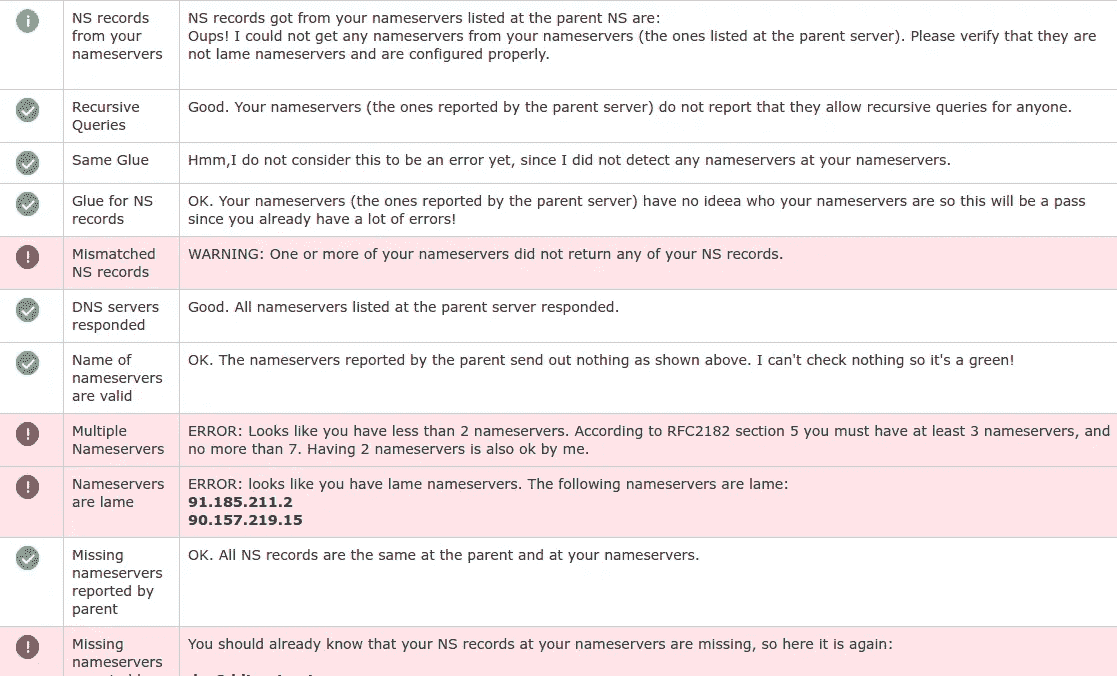 NS records
from your
nameservers
NS records got from your nameservers listed at the parent NS are:
Oups! I could not get any nameservers from your nameservers (the ones listed at the parent server). Please verify that they are
not lame nameservers and are configured properly.
Recursive
Queries
Good. Your nameservers (the ones reported by the parent server) do not report that they allow recursive queries for anyone.
Same Glue
Hmm,I do not consider this to be an error yet, since I did not detect any nameservers at your nameservers.
Glue for NS
records
OK. Your nameservers (the ones reported by the parent server) have no ideea who your nameservers are so this will be a pass
since you already have a lot of errors!
Mismatched
NS records
WARNING: One or more of your nameservers did not return any of your NS records.
DNS servers
responded
Good. All nameservers listed at the parent server responded.
Name of
nameservers
are valid
OK. The nameservers reported by the parent send out nothing as shown above. I can't check nothing so it's a green!
Multiple
Nameservers
ERROR: Looks like you have less than 2 nameservers. According to RFC2182 section 5 you must have at least 3 nameservers, and
no more than 7. Having 2 nameservers is also ok by me.
Nameservers
are lame
ERROR: looks like you have lame nameservers. The following nameservers are lame:
91.185.211.2
90.157.219.15
Missing
nameservers
reported by
parent
OK. All NS records are the same at the parent and at your nameservers.
Missing
nameservers
You should already know that your NS records at your nameservers are missing, so here it is again: